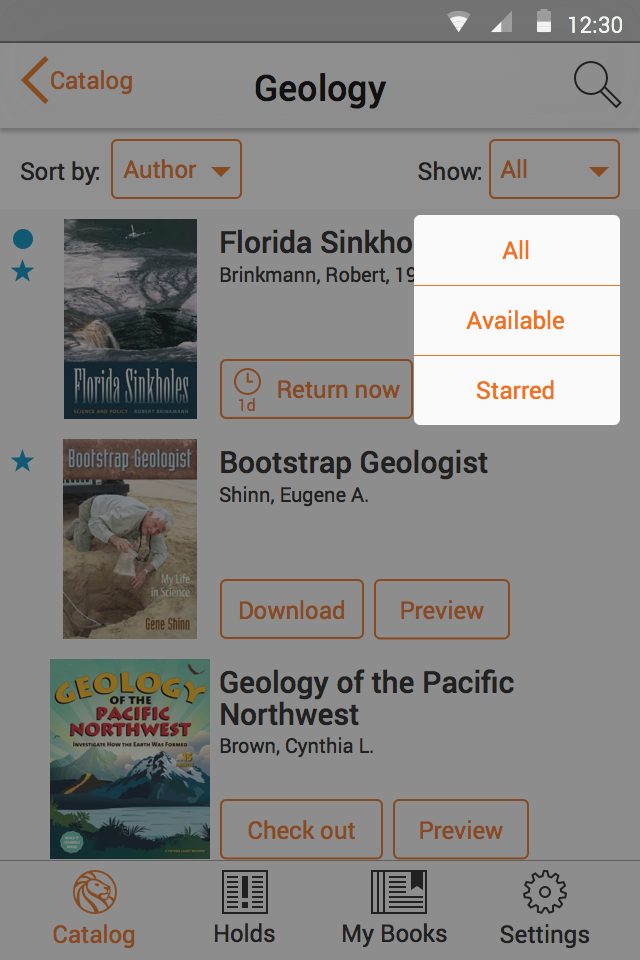 12:30
Catalog
Geology
Sort by:
Author
Show:
All
All
Available
Starred
Florida Sinkho
Brinkmann, Robert, 19
1d
Return now
Florida Sinkholes
SCIENCE AND POLICY • ROBERT BRINKMANN
Bootstrap Geologist
Shinn, Eugene A.
Download
Preview
Bootstrap Geologist
My Life
in Science
Gene Shinn
Geology of the Pacific
Northwest
Brown, Cynthia L.
Check out
Preview
GEOLOGY
OF THE
PACIFIC
NORTHWEST
INVESTIGATE HOW THE EARTH WAS FORMED
Catalog
Holds
My Books
Settings